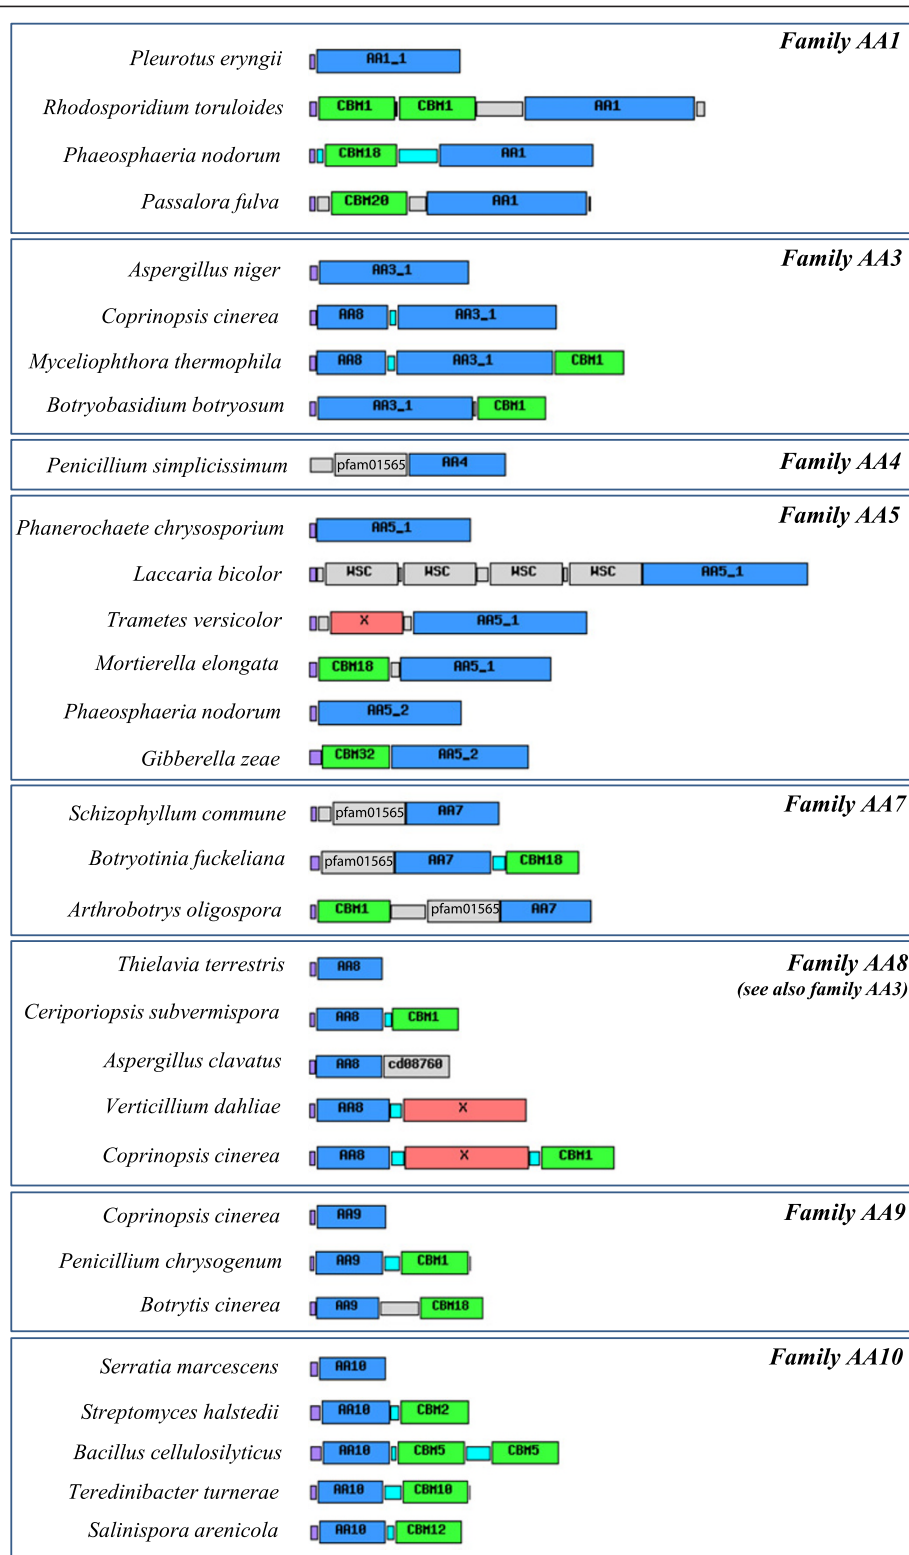 Family AA1
Pleurotus eryngii AA1_1
Rhodosporidium toruloides CBM1 CBM1 AA1
Phaeosphaeria nodorum CBM18 AA1
Passalora fulva CBM20 AA1
Family AA3
Aspergillus niger AA3_1
Coprinopsis cinerea AA8 AA3_1
Myceliophthora thermophila AA8 AA3_1 CBM1
Botryobasidium botryosum AA3_1 CBM1
Family AA4
Penicillium simplicissimum pfam01565 AA4
Family AA5
Phanerochaete chrysosporium AA5_1
Laccaria bicolor WSC WSC WSC WSC AA5_1
Trametes versicolor X AA5_1
Mortierella elongata CBM18 AA5_1
Phaeosphaeria nodorum AA5_2
Gibberella zeae CBM32 AA5_2
Family AA7
Schizophyllum commune pfam01565 AA7
Botryotinia fuckeliana pfam01565 AA7 CBM18
Arthrobotrys oligospora CBM1 pfam01565 AA7
Family AA8
(see also family AA3)
Thielavia terrestris AA8
Ceriporiopsis subvermispora AA8 CBM1
Aspergillus clavatus AA8 cd08760
Verticillium dahliae AA8 X
Coprinopsis cinerea AA8 X CBM1
Family AA9
Coprinopsis cinerea AA9
Penicillium chrysogenum AA9 CBM1
Botrytis cinerea AA9 CBM18
Family AA10
Serratia marcescens AA10
Streptomyces halstedii AA10 CBM2
Bacillus cellulosilyticus AA10 CBM5 CBM5
Teredinibacter turnerae AA10 CBM10
Salinispora arenicola AA10 CBM12